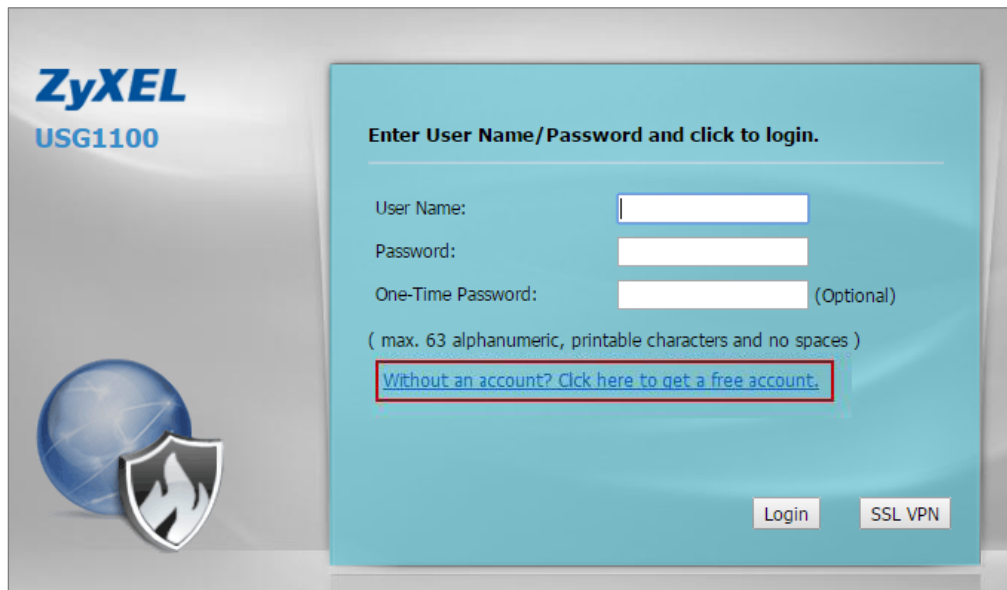 ZyXEL
USG1100
Enter User Name/Password and click to login.
User Name:
Password:
One-Time Password:
(Optional)
( max. 63 alphanumeric, printable characters and no spaces )
Without an account? Clck here to get a free account.
Login
SSL VPN